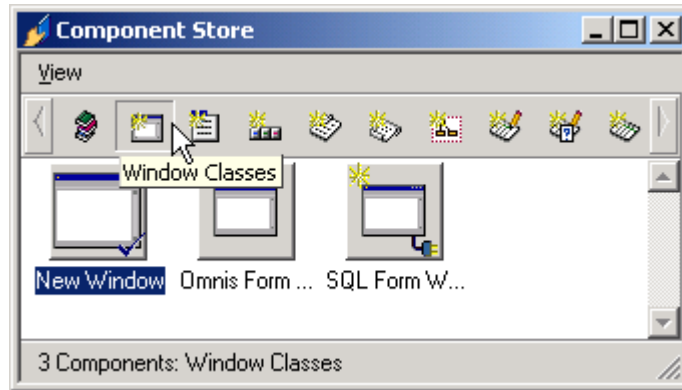 Component Store
View
Window Classes
New Window
Omnis Form ...
SQL Form W...
3 Components: Window Classes